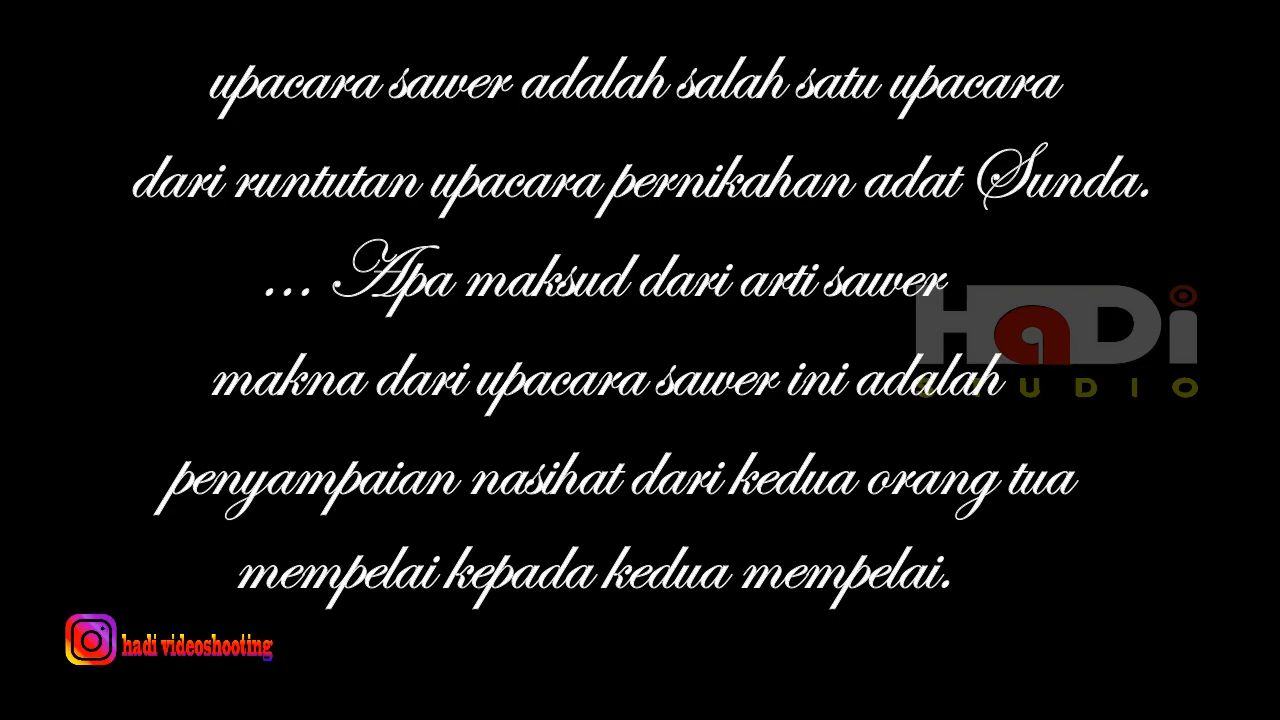 upacara sawer adalah salah satu upacara
dari runtutan upacara pernikahan adat Sunda.
... Apa maksud dari arti sawer
makna dari upacara sawer ini adalah
penyampaian nasihat dari kedua orang tua
mempelai kepada kedua mempelai.
HaDi
STUDIO
hadi videoshooting